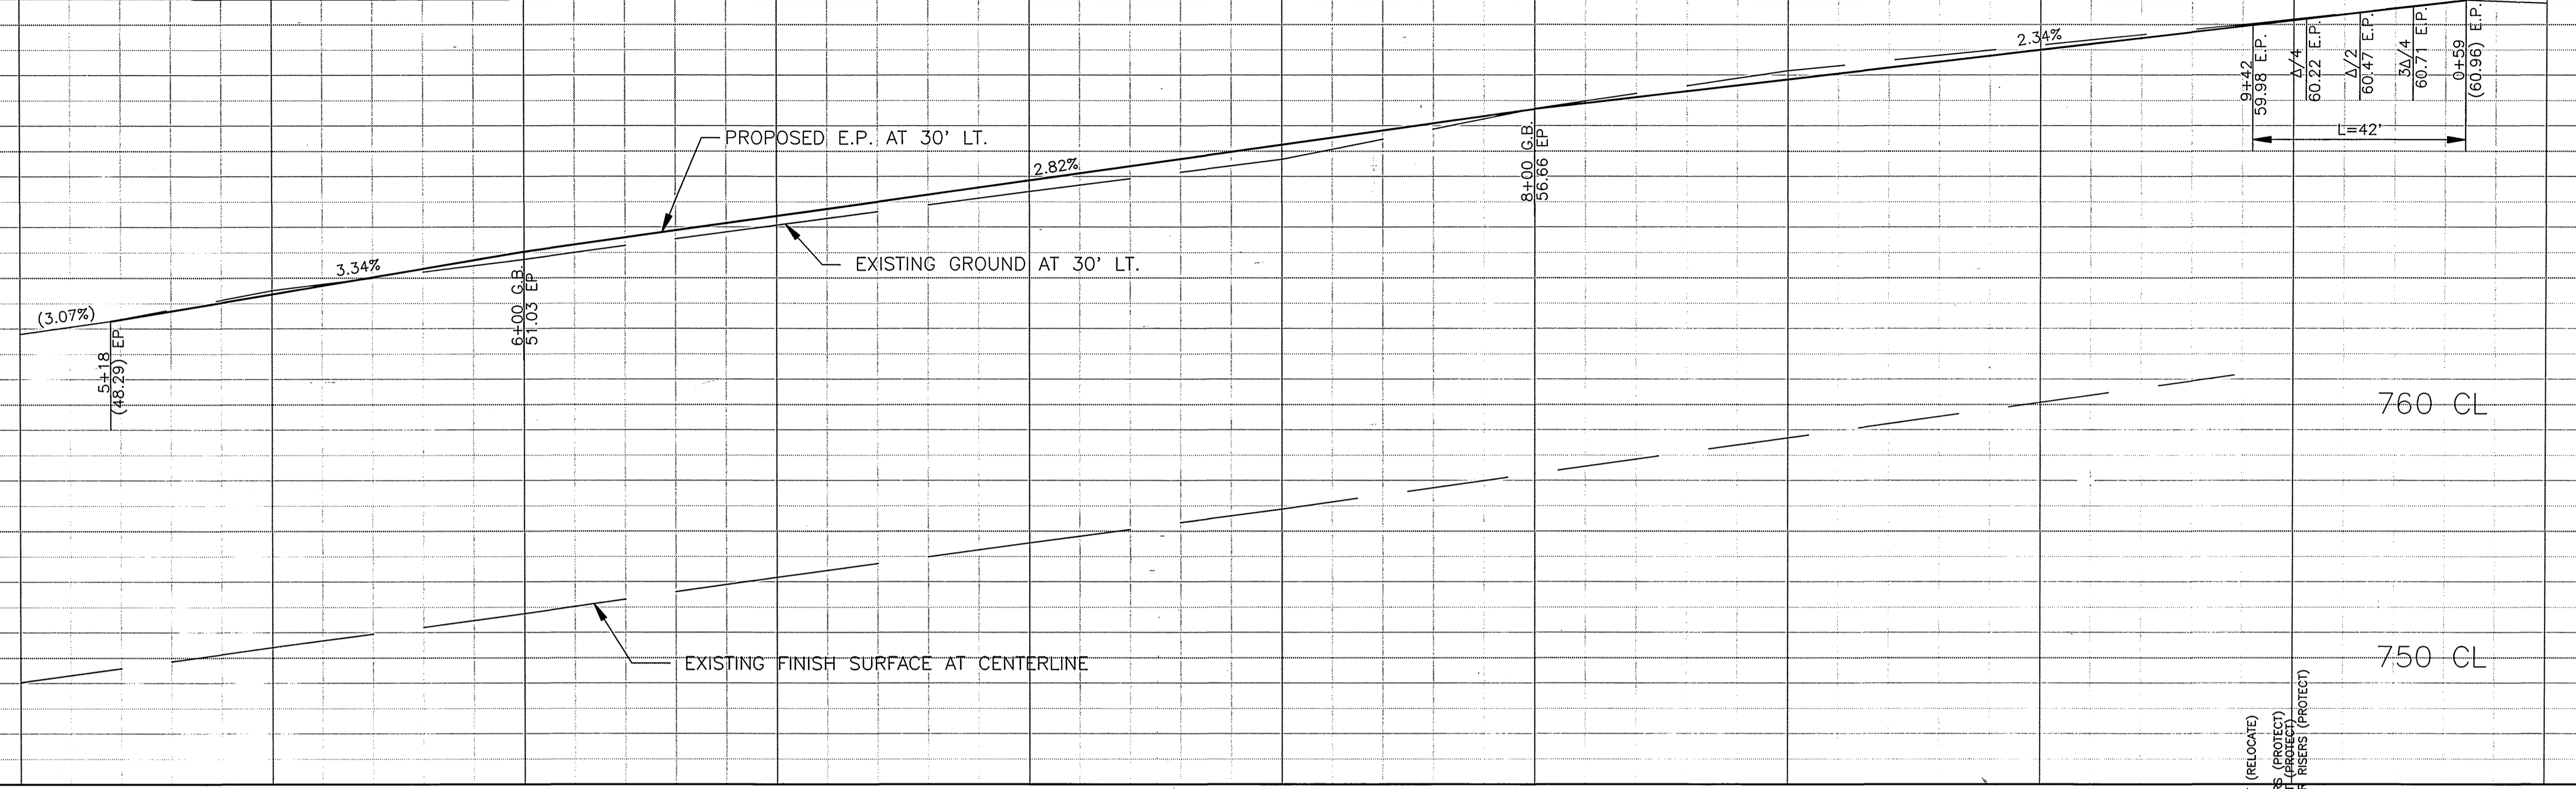 2.34%
9+42
59.98 E.P.
Δ/4
60.22 E.P.
Δ/2
60.47 E.P.
3Δ/4
60.71 E.P.
0+59
(60.96) E.P.
L=42'
PROPOSED E.P. AT 30' LT.
2.82%
8+00 G.B.
56.66 EP
EXISTING GROUND AT 30' LT.
3.34%
6+00 G.B.
51.03 EP
(3.07%)
5+18
(48.29) EP
760 CL
EXISTING FINISH SURFACE AT CENTERLINE
750 CL
(RELOCATE)
(PROTECT)
(PROTECT)
RISERS (PROTECT)